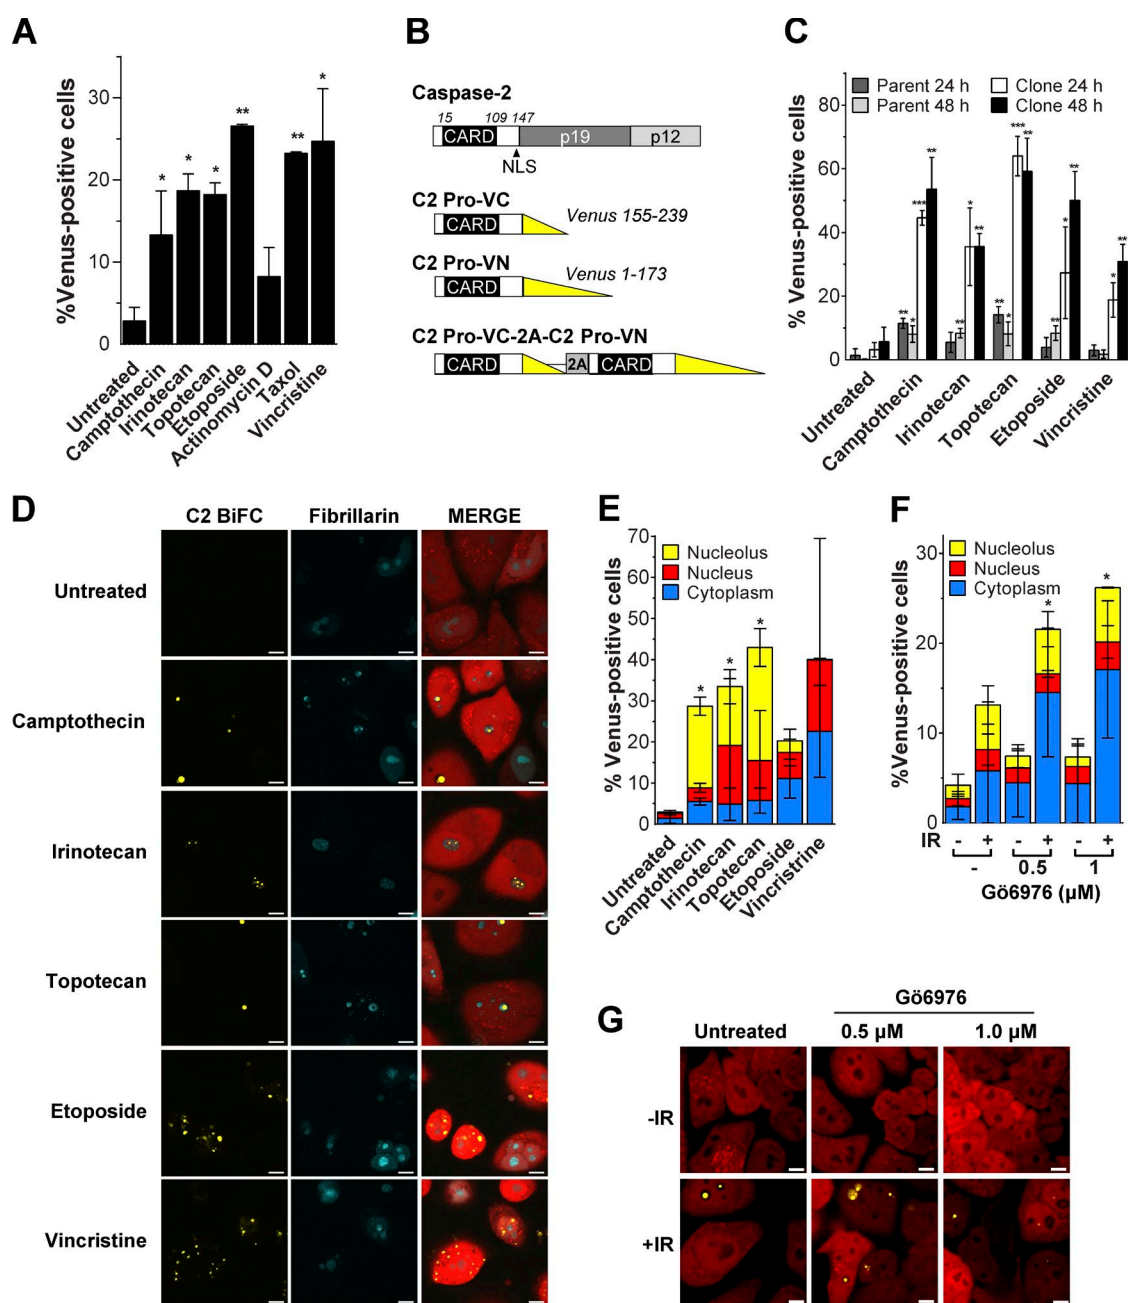 A
%Venus-positive cells
30
20
10
0
Untreated
Camptothecin
Irinotecan
Topotecan
Etoposide
Actinomycin D
Taxol
Vincristine
*
*
*
**
**
*
B
Caspase-2
15 109 147
CARD p19 p12
NLS
C2 Pro-VC
CARD
Venus 155-239
C2 Pro-VN
CARD
Venus 1-173
C2 Pro-VC-2A-C2 Pro-VN
CARD 2A CARD
C
% Venus-positive cells
80
60
40
20
0
Parent 24 h
Parent 48 h
Clone 24 h
Clone 48 h
** * *** **
** * **
** * *** **
** * **
* **
Untreated
Camptothecin
Irinotecan
Topotecan
Etoposide
Vincristine
D
C2 BiFC Fibrillarin MERGE
Untreated
Camptothecin
Irinotecan
Topotecan
Etoposide
Vincristine
E
% Venus-positive cells
70
60
50
40
30
20
10
0
Nucleolus
Nucleus
Cytoplasm
*
*
*
Untreated
Camptothecin
Irinotecan
Topotecan
Etoposide
Vincristrine
F
%Venus-positive cells
30
20
10
0
Nucleolus
Nucleus
Cytoplasm
*
*
IR - + - + - +
- 0.5 1
Gö6976 (μM)
G
Gö6976
Untreated 0.5 μM 1.0 μM
-IR
+IR